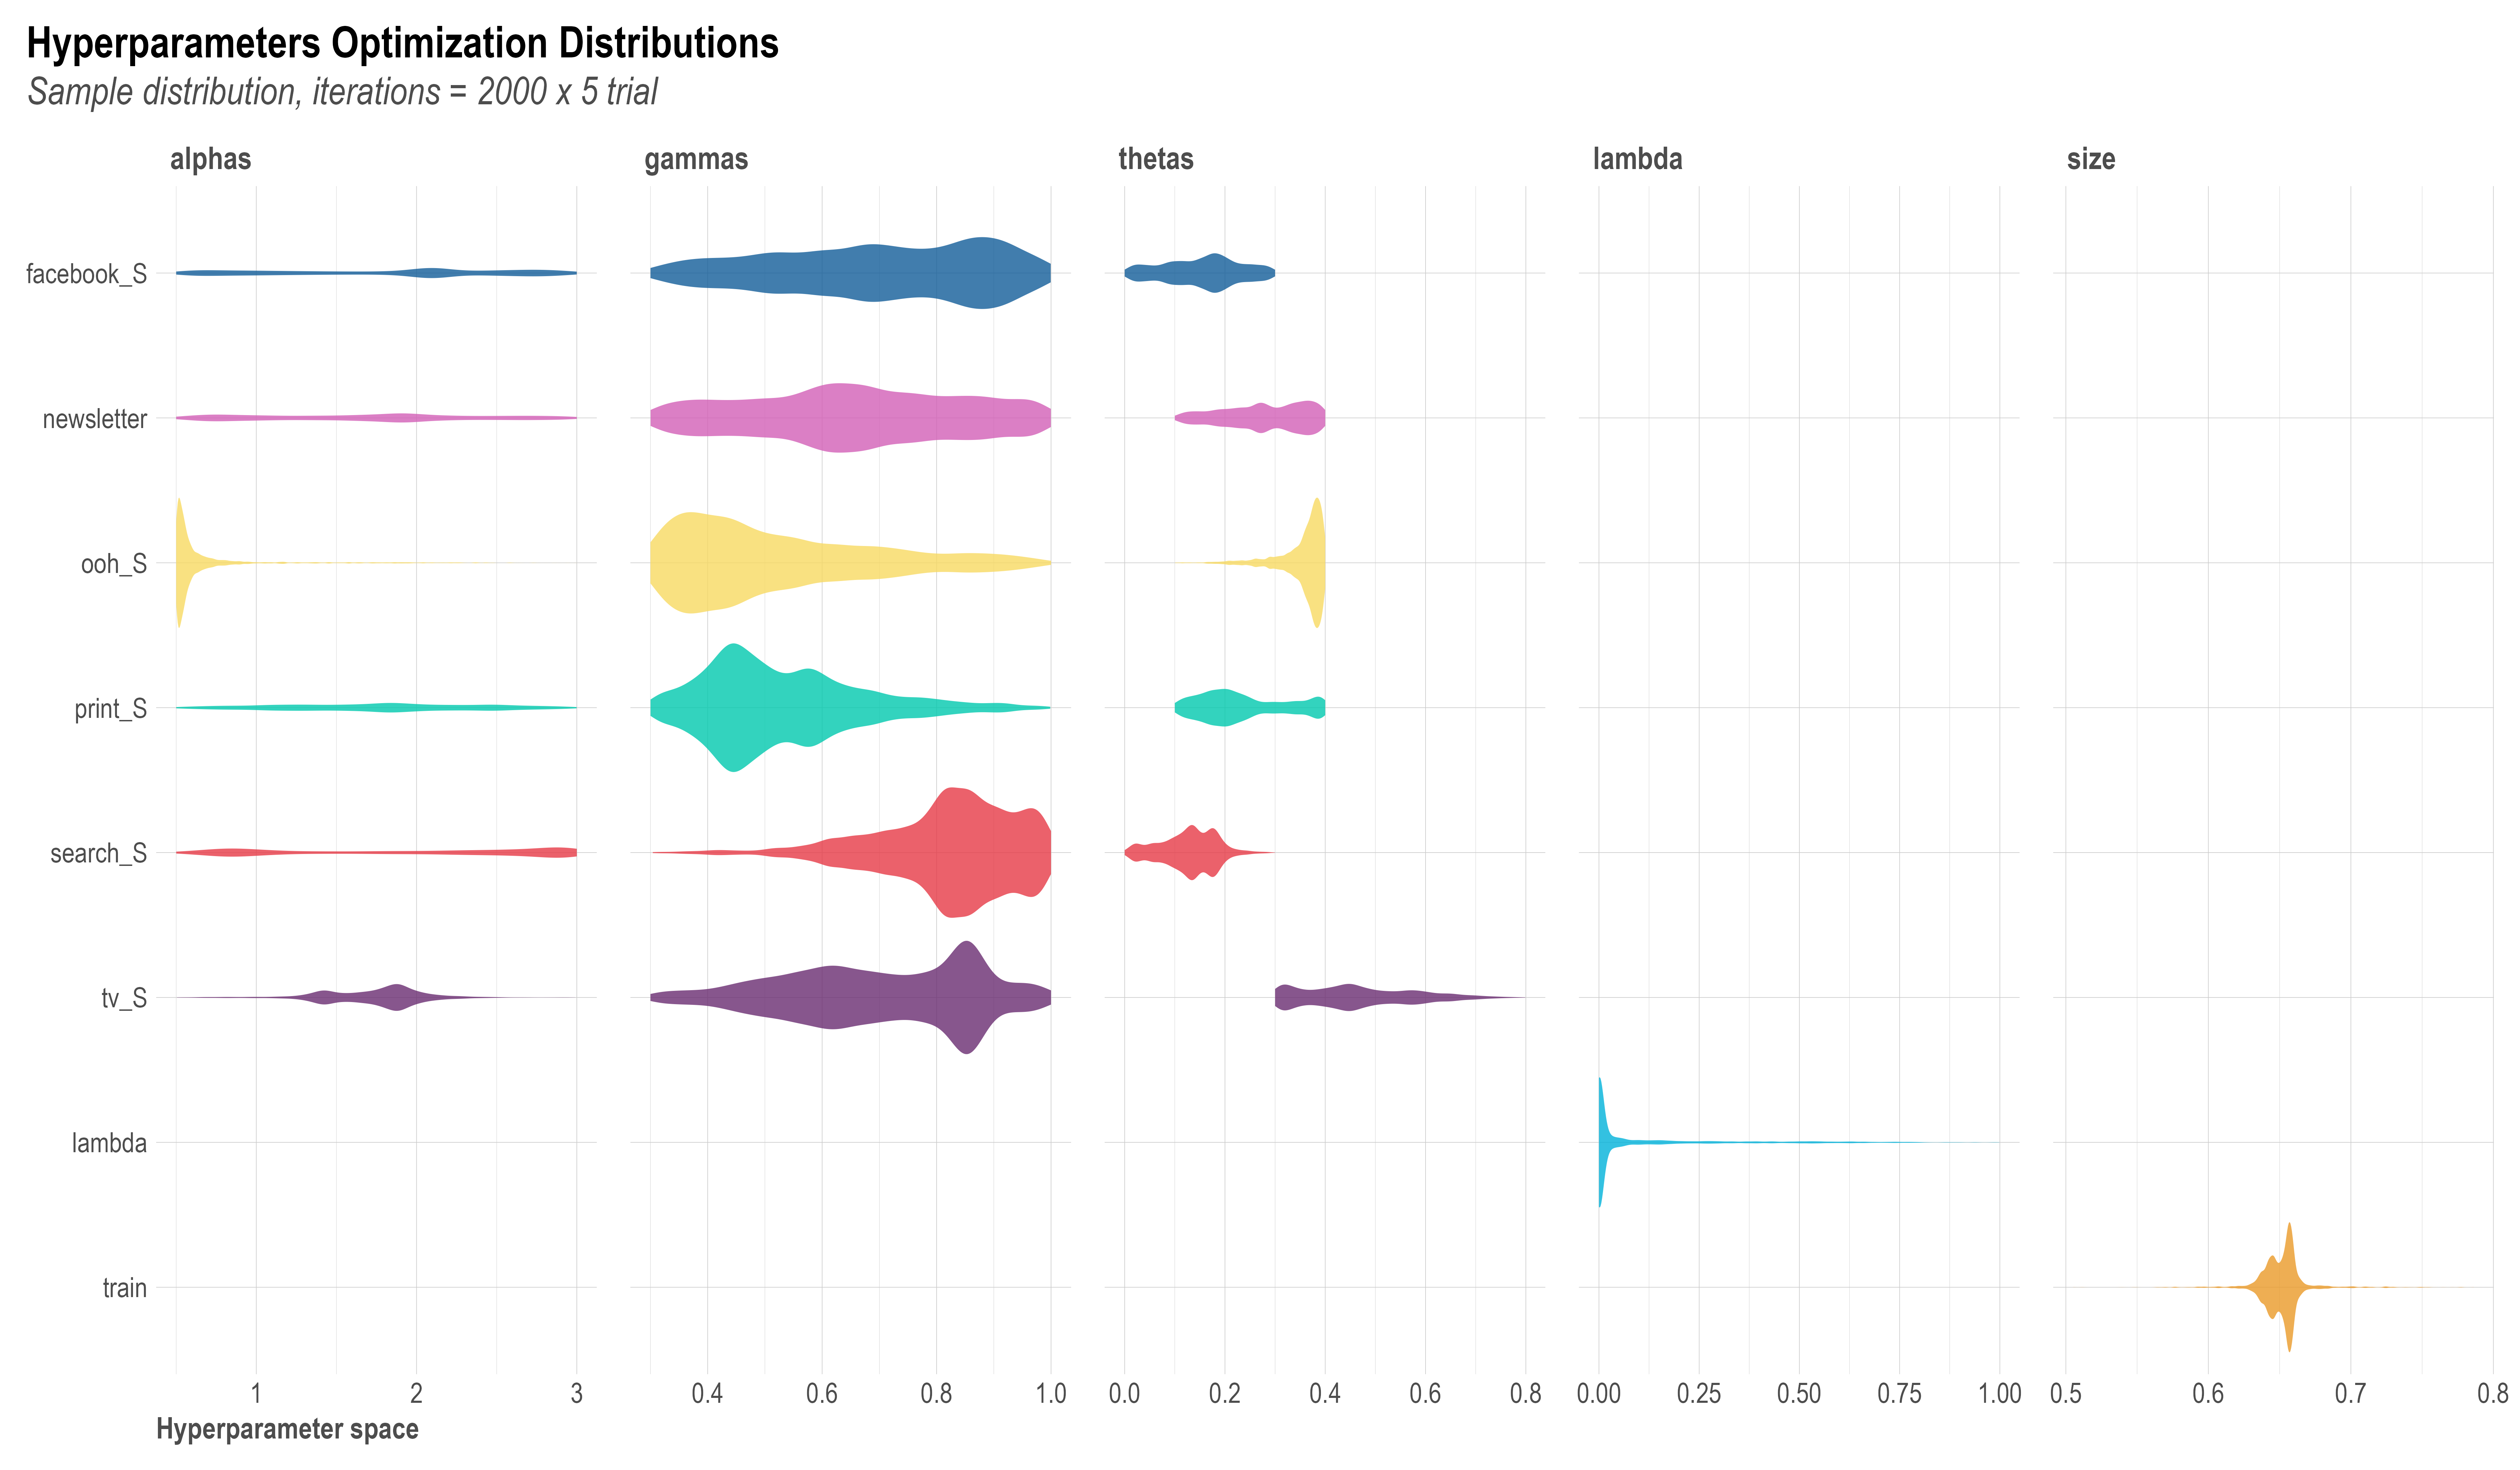 Hyperparameters Optimization Distributions
Sample distribution, iterations = 2000 x 5 trial
alphas gammas thetas lambda size
facebook_S
newsletter
ooh_S
print_S
search_S
tv_S
lambda
train
1 2 3 0.4 0.6 0.8 1.0 0.0 0.2 0.4 0.6 0.8 0.00 0.25 0.50 0.75 1.00 0.5 0.6 0.7 0.8
Hyperparameter space